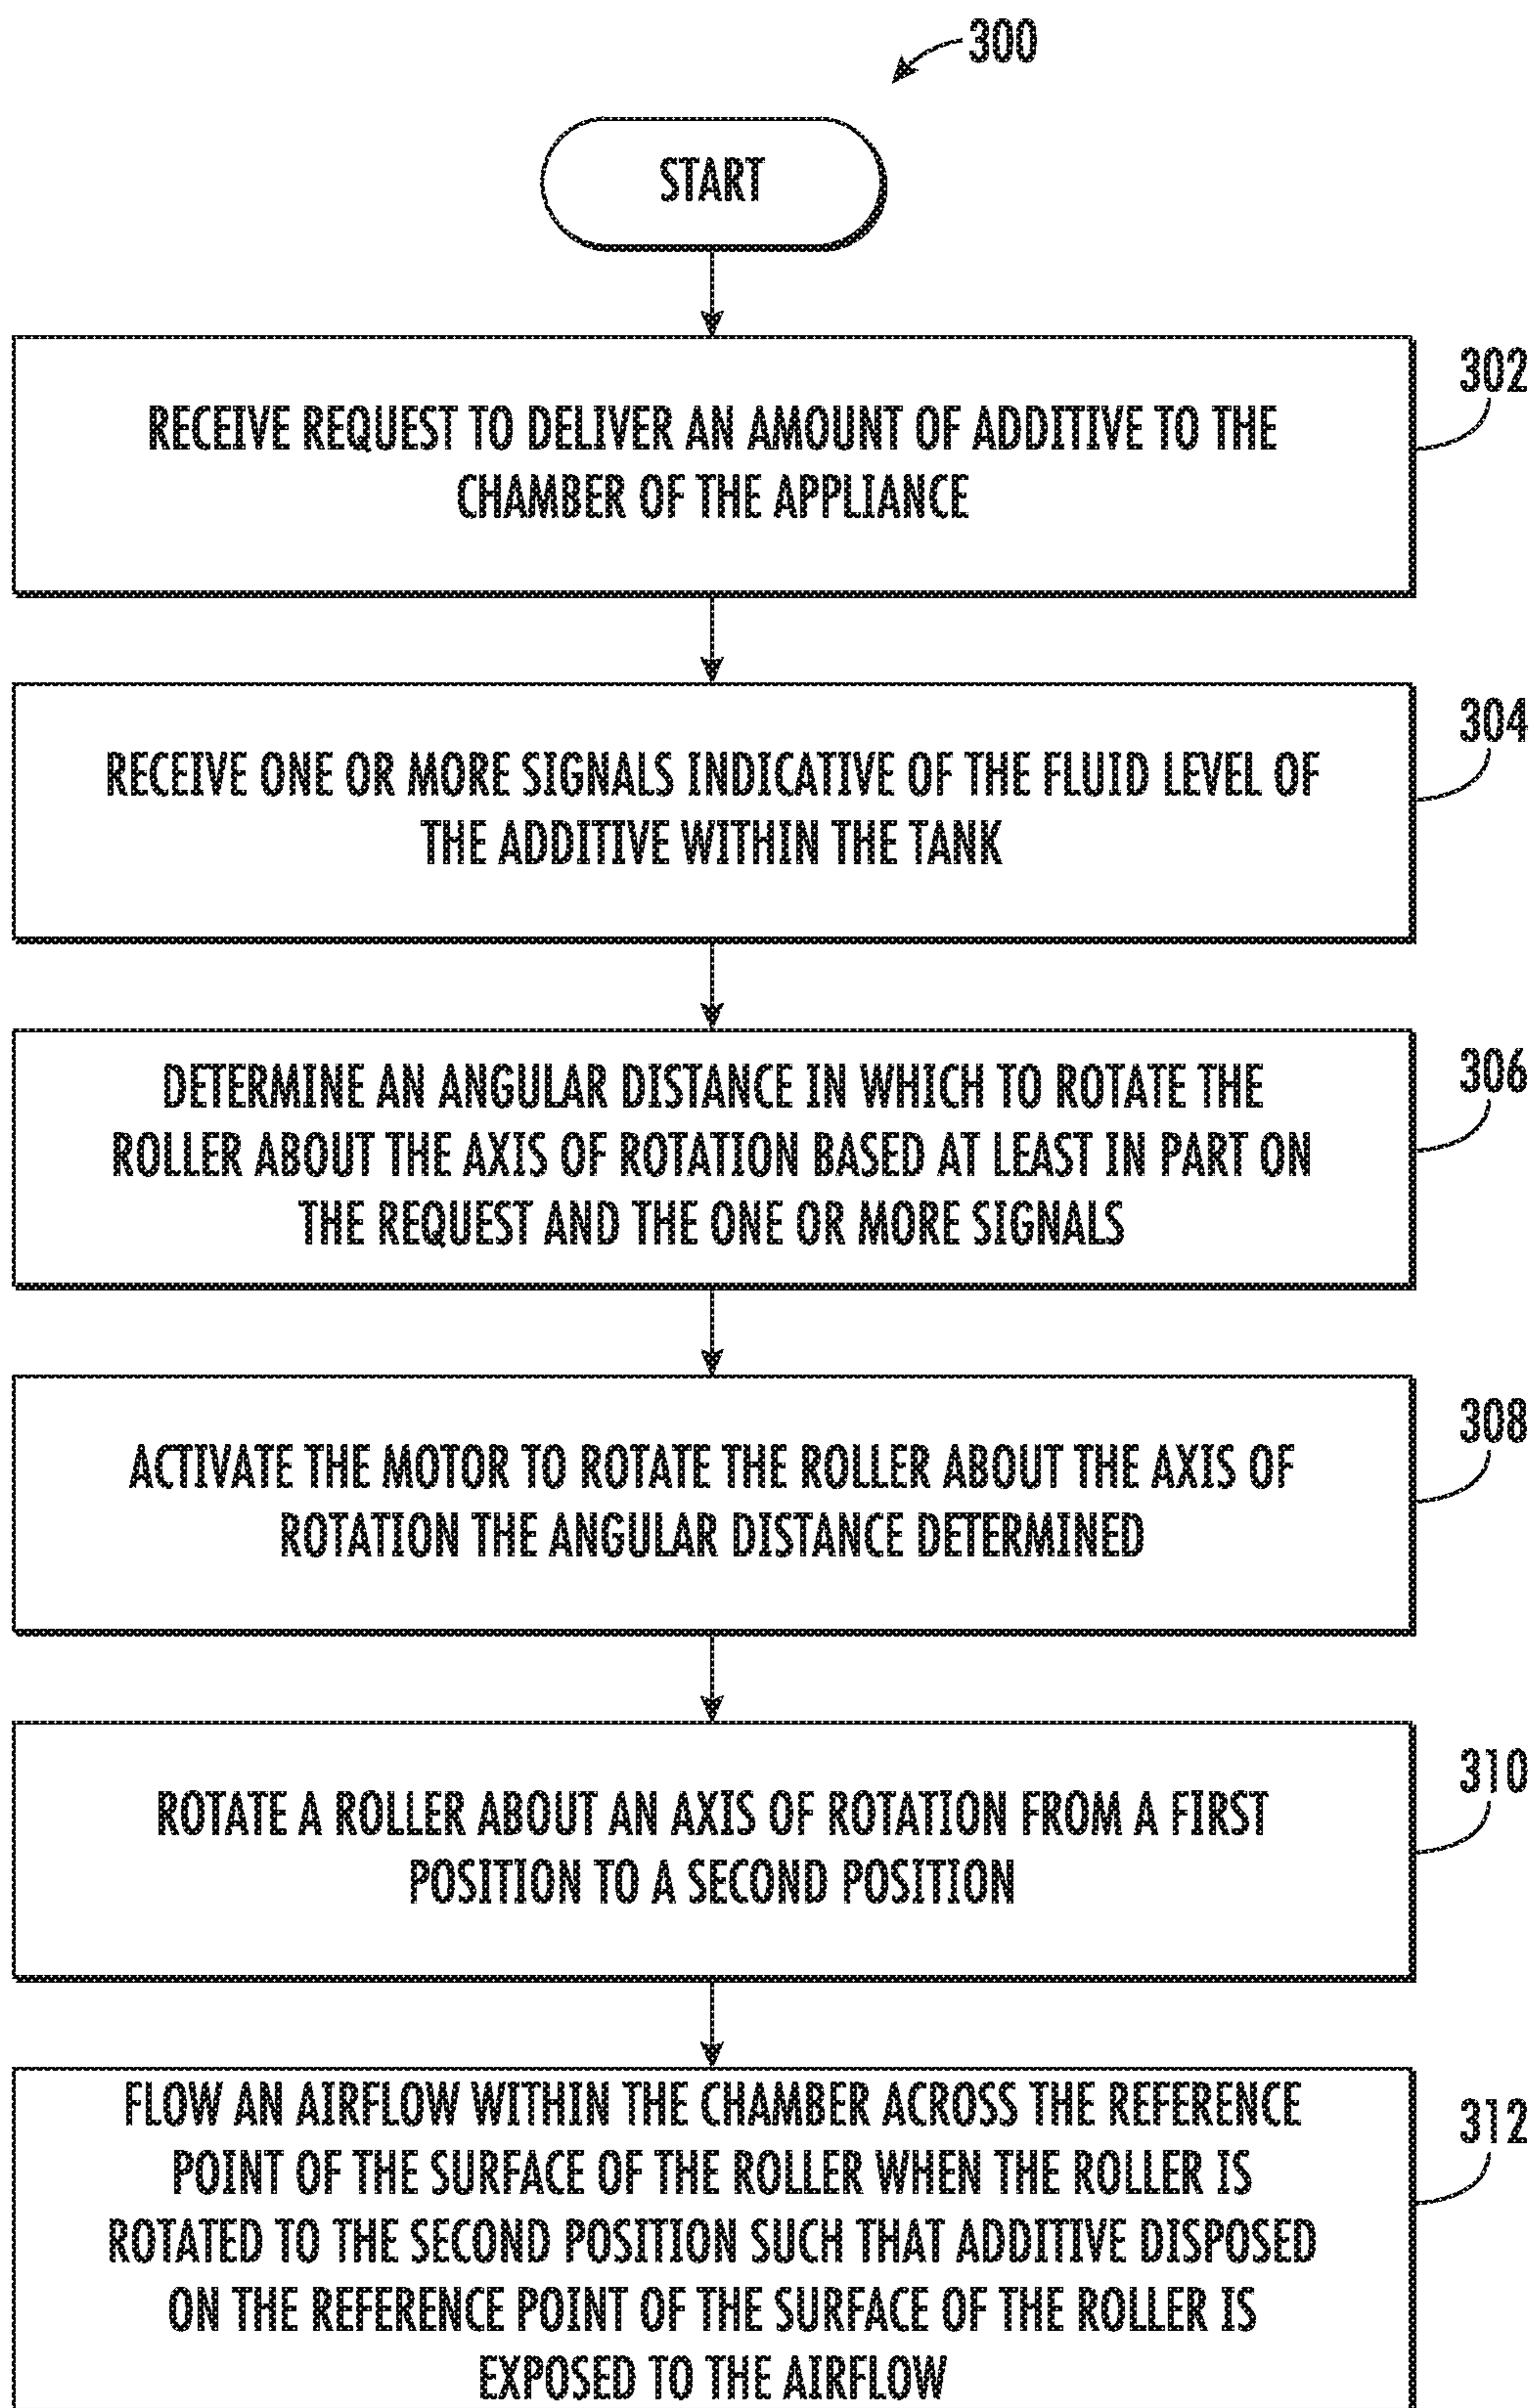 300
START
302
RECEIVE REQUEST TO DELIVER AN AMOUNT OF ADDITIVE TO THE
CHAMBER OF THE APPLIANCE
304
RECEIVE ONE OR MORE SIGNALS INDICATIVE OF THE FLUID LEVEL OF
THE ADDITIVE WITHIN THE TANK
306
DETERMINE AN ANGULAR DISTANCE IN WHICH TO ROTATE THE
ROLLER ABOUT THE AXIS OF ROTATION BASED AT LEAST IN PART ON
THE REQUEST AND THE ONE OR MORE SIGNALS
308
ACTIVATE THE MOTOR TO ROTATE THE ROLLER ABOUT THE AXIS OF
ROTATION THE ANGULAR DISTANCE DETERMINED
310
ROTATE A ROLLER ABOUT AN AXIS OF ROTATION FROM A FIRST
POSITION TO A SECOND POSITION
312
FLOW AN AIRFLOW WITHIN THE CHAMBER ACROSS THE REFERENCE
POINT OF THE SURFACE OF THE ROLLER WHEN THE ROLLER IS
ROTATED TO THE SECOND POSITION SUCH THAT ADDITIVE DISPOSED
ON THE REFERENCE POINT OF THE SURFACE OF THE ROLLER IS
EXPOSED TO THE AIRFLOW